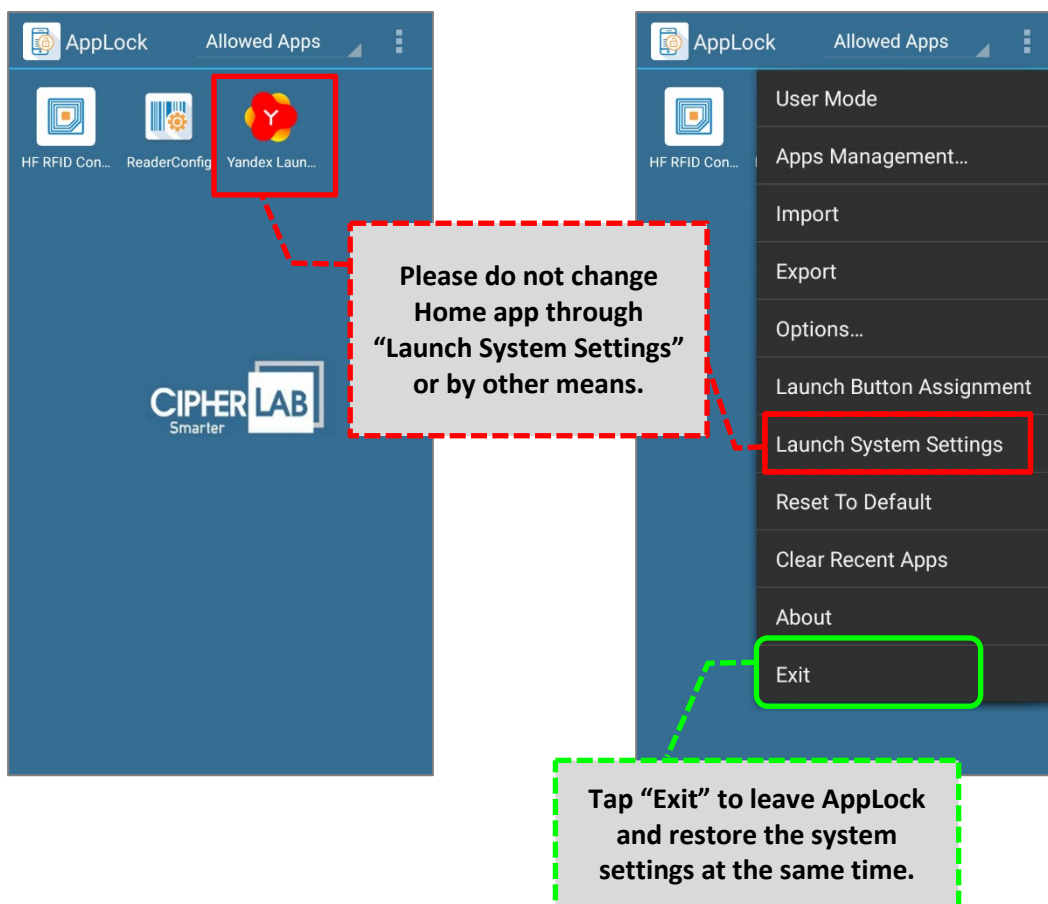 AppLock Allowed Apps
HF RFID Con... ReaderConfig Yandex Laun...
Y
CIPHERLAB
Smarter
Please do not change
Home app through
“Launch System Settings”
or by other means.
AppLock Allowed Apps
HF RFID Con...
User Mode
Apps Management...
Import
Export
Options...
Launch Button Assignment
Launch System Settings
Reset To Default
Clear Recent Apps
About
Exit
Tap “Exit” to leave AppLock
and restore the system
settings at the same time.